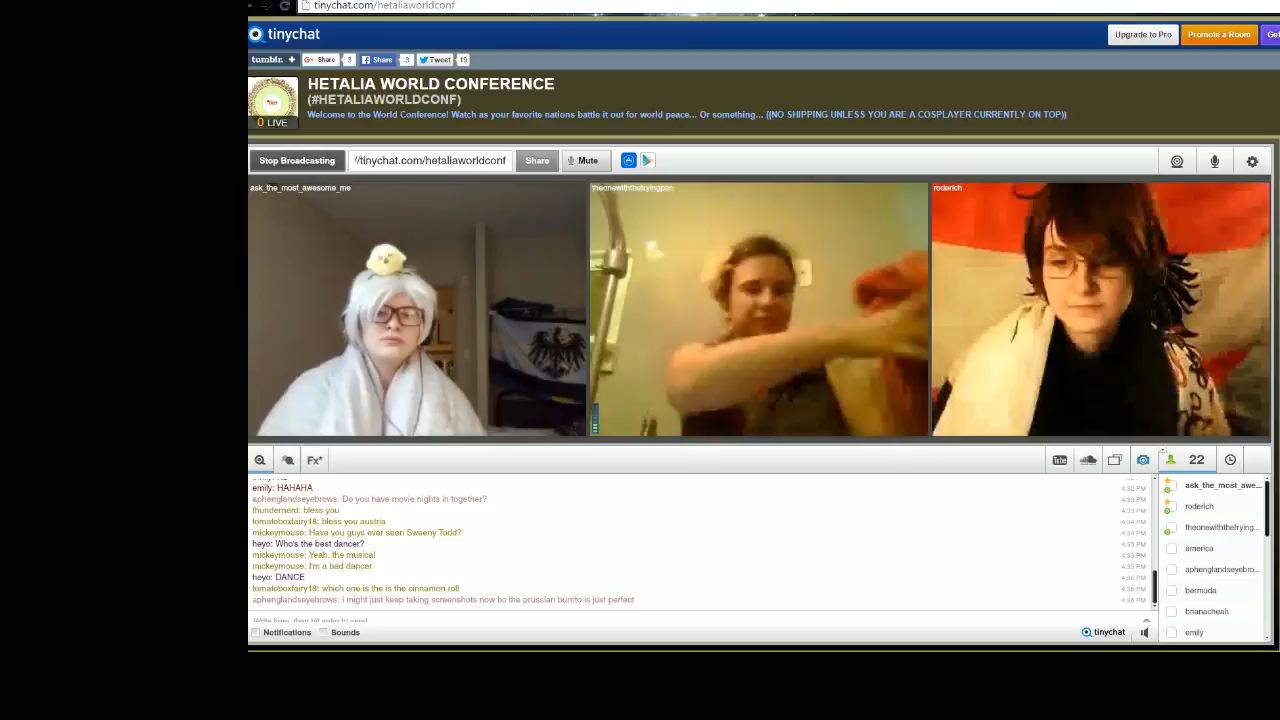 tinychat.com/hetaliaworldconf
tinychat
Upgrade to Pro
Promote a Room
Get
tumblr. +
G+ Share 3
Share 3
Tweet 19
HETALIA WORLD CONFERENCE
(#HETALIAWORLDCONF)
Welcome to the World Conference! Watch as your favorite nations battle it out for world peace... Or something... ((NO SHIPPING UNLESS YOU ARE A COSPLAYER CURRENTLY ON TOP))
0 LIVE
Stop Broadcasting
//tinychat.com/hetaliaworldconf
Share
Mute
ask_the_most_awesome_me
theonewiththefryingpan
roderich
Fx*
You Tube
22
emily: HAHAHA 4:32 PM
aphenglandseyebrows: Do you have movie nights in together? 4:33 PM
thundernerd: bless you 4:33 PM
tomatoboxfairy18: bless you austria 4:34 PM
mickeymouse: Have you guys ever seen Sweeny Todd? 4:34 PM
heyo: Who's the best dancer? 4:35 PM
mickeymouse: Yeah, the musical 4:35 PM
mickeymouse: I'm a bad dancer 4:35 PM
heyo: DANCE 4:36 PM
tomatoboxfairy18: which one is the is the cinnamon roll 4:36 PM
aphenglandseyebrows: i might just keep taking screenshots now bc the prussian burrito is just perfect 4:36 PM
Notifications
Sounds
tinychat
ask_the_most_awe...
roderich
theonewiththefrying...
america
aphenglandseyebro...
bermuda
brianacheah
emily